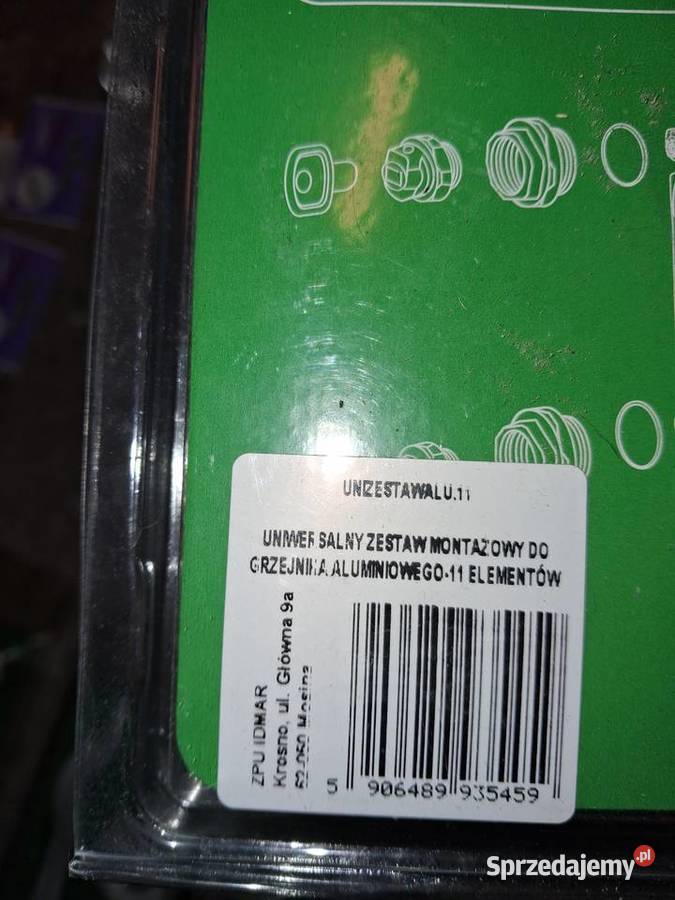 UNIZESTAWALU.11
UNIWERSALNY ZESTAW MONTAŻOWY DO
GRZEJNIKA ALUMINIOWEGO-11 ELEMENTÓW
ZPU IDMAR
Krosno, ul. Główna 9a
62-050 Mosina
5 906489 935459
Sprzedajemy.pl